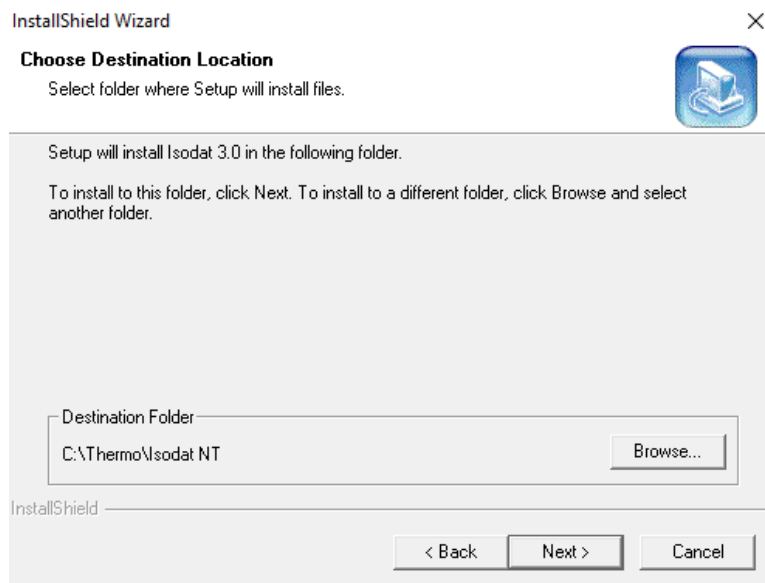 InstallShield Wizard
Choose Destination Location
Select folder where Setup will install files.
Setup will install Isodat 3.0 in the following folder.
To install to this folder, click Next. To install to a different folder, click Browse and select
another folder.
Destination Folder
C:\Thermo\Isodat NT
Browse...
InstallShield
< Back
Next >
Cancel